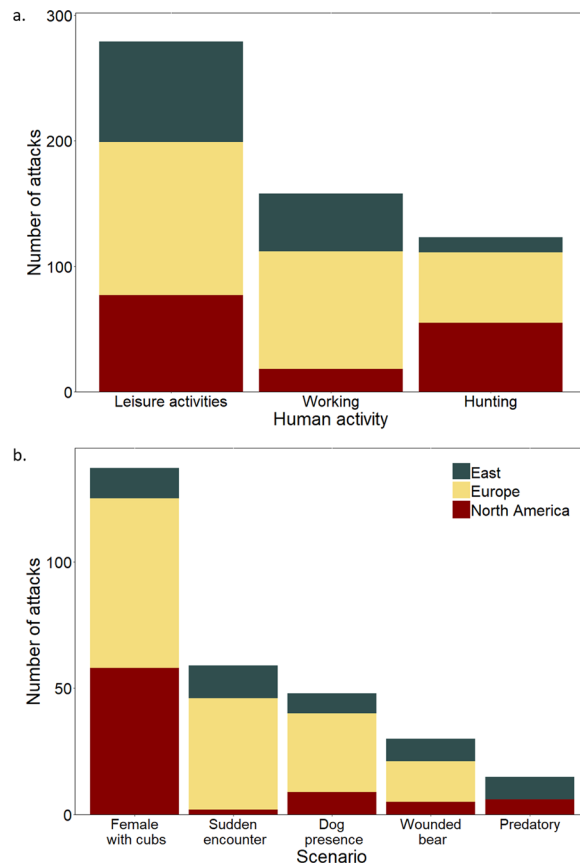 a.
300
200
100
0
Number of attacks
Leisure activities
Working
Hunting
Human activity
b.
East
Europe
North America
100
50
0
Number of attacks
Female
with cubs
Sudden
encounter
Dog
presence
Wounded
bear
Predatory
Scenario